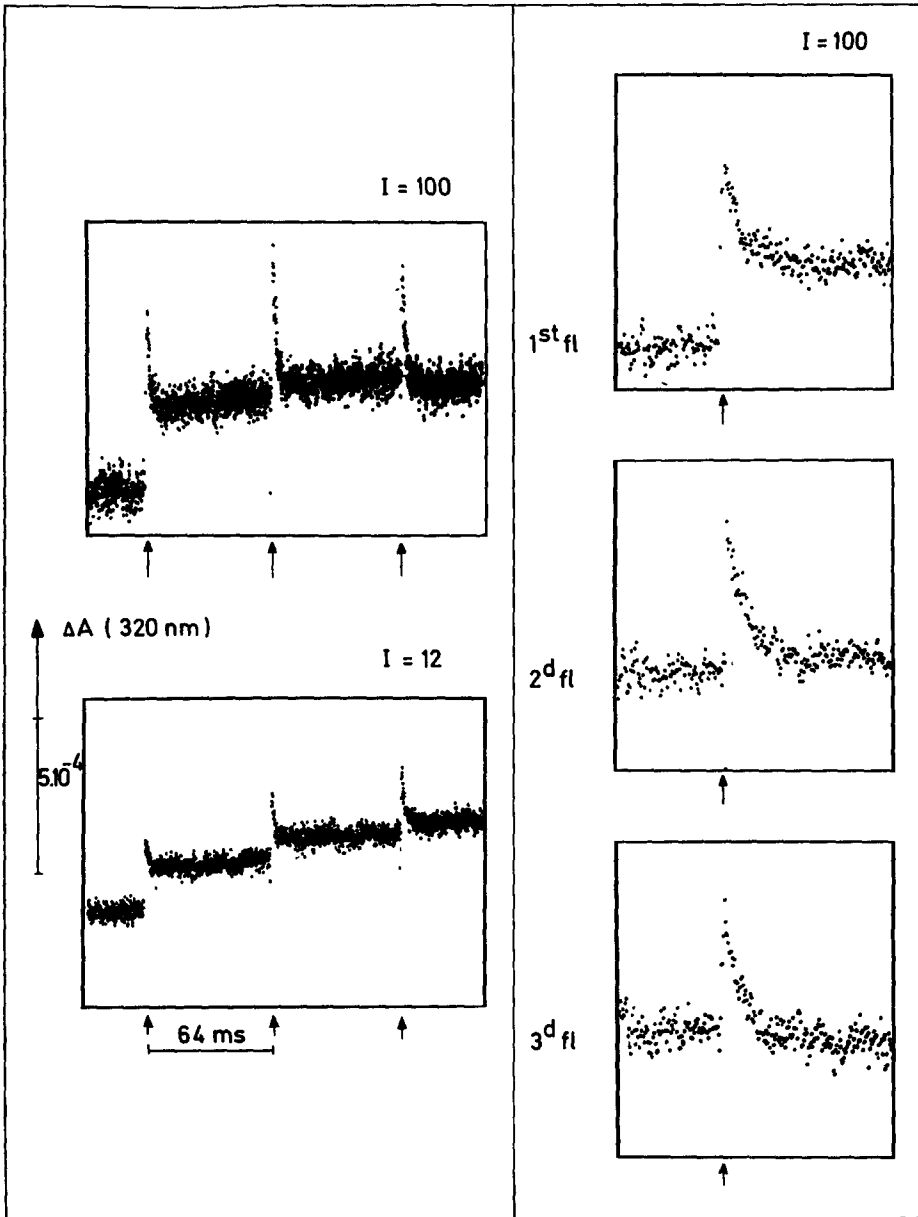 I = 100
ΔA ( 320 nm)
I = 12
5.10⁻⁴
64 ms
I = 100
1ˢᵗ fl
2ᵈ fl
3ᵈ fl